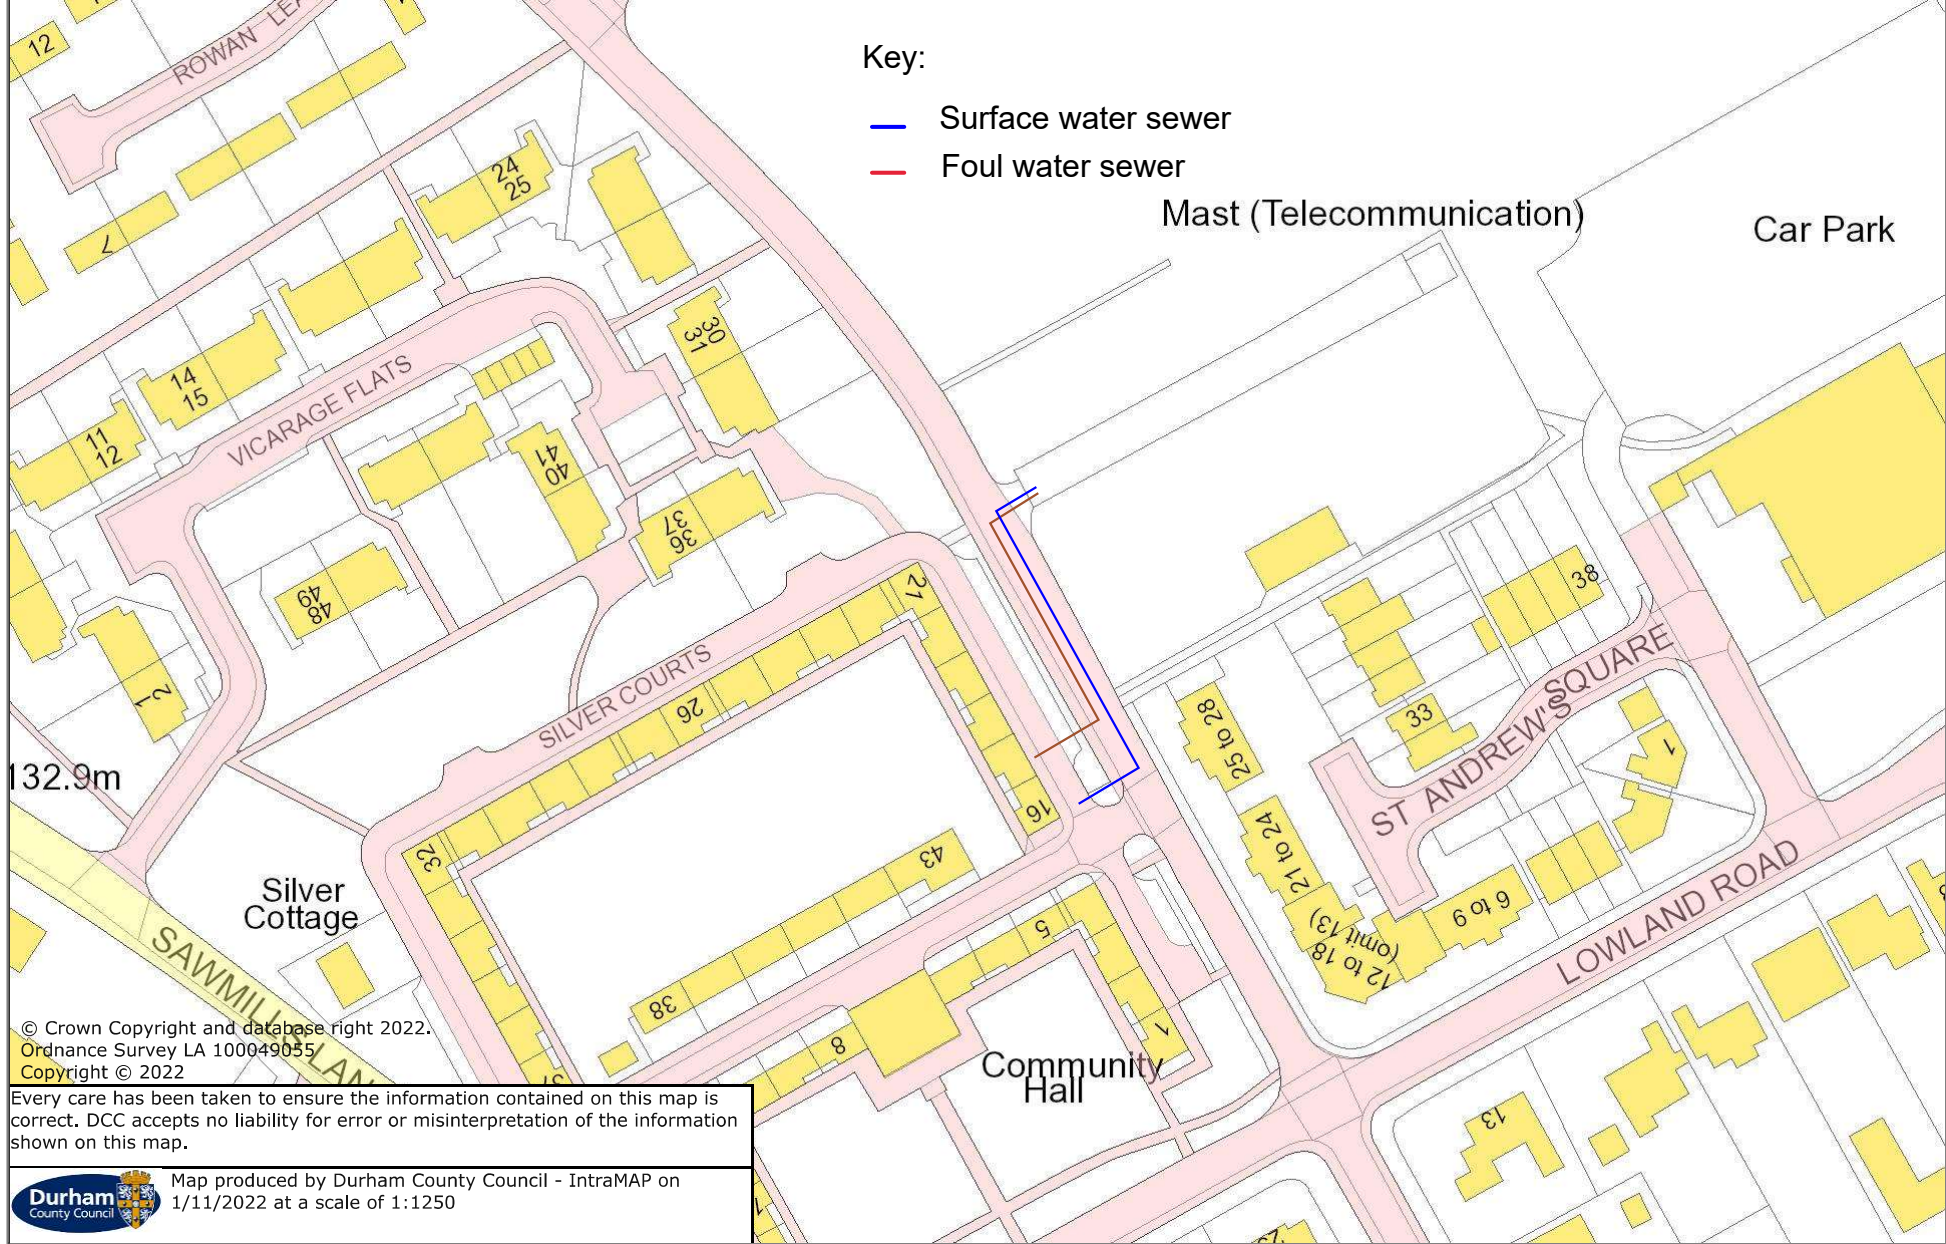 12
ROWAN LEA
Key:
Surface water sewer
Foul water sewer
Mast (Telecommunication)
Car Park
24
25
7
30
31
14
15
VICARAGE FLATS
11
12
41
40
37
36
49
48
21
38
1
2
SILVER COURTS
26
25 to 28
33
ST ANDREW'S SQUARE
1
132.9m
16
21 to 24
32
43
Silver
Cottage
6 to 9
12 to 18
(omit 13)
LOWLAND ROAD
5
38
SAWMILLS LAN
8
1
Community
Hall
13
© Crown Copyright and database right 2022.
Ordnance Survey LA 100049055
Copyright © 2022
Every care has been taken to ensure the information contained on this map is
correct. DCC accepts no liability for error or misinterpretation of the information
shown on this map.
Durham
County Council
Map produced by Durham County Council - IntraMAP on
1/11/2022 at a scale of 1:1250